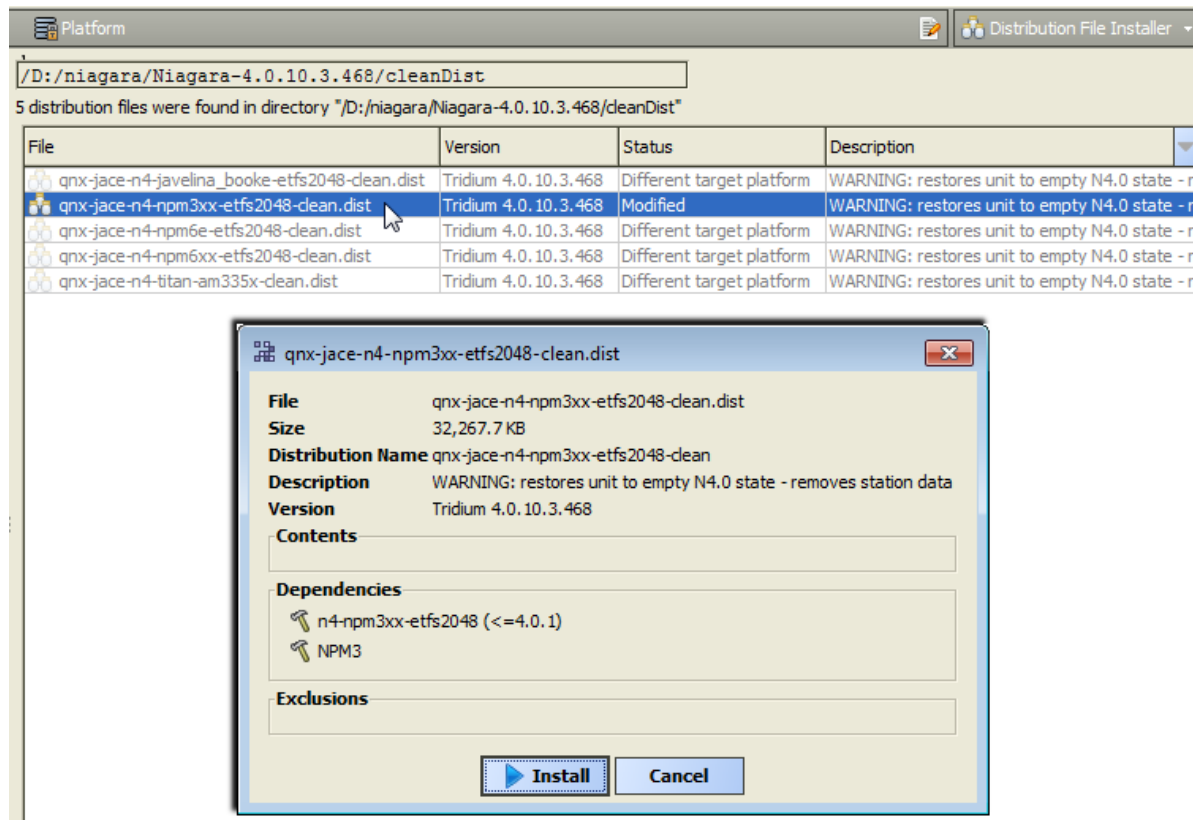 Platform
Distribution File Installer
/D:/niagara/Niagara-4.0.10.3.468/cleanDist
5 distribution files were found in directory "/D:/niagara/Niagara-4.0.10.3.468/cleanDist"
File Version Status Description
qnx-jace-n4-javelina_booke-etfs2048-clean.dist Tridium 4.0.10.3.468 Different target platform WARNING: restores unit to empty N4.0 state -
qnx-jace-n4-npm3xx-etfs2048-clean.dist Tridium 4.0.10.3.468 Modified WARNING: restores unit to empty N4.0 state -
qnx-jace-n4-npm6e-etfs2048-clean.dist Tridium 4.0.10.3.468 Different target platform WARNING: restores unit to empty N4.0 state -
qnx-jace-n4-npm6xx-etfs2048-clean.dist Tridium 4.0.10.3.468 Different target platform WARNING: restores unit to empty N4.0 state -
qnx-jace-n4-titan-am335x-clean.dist Tridium 4.0.10.3.468 Different target platform WARNING: restores unit to empty N4.0 state -
qnx-jace-n4-npm3xx-etfs2048-clean.dist
File qnx-jace-n4-npm3xx-etfs2048-clean.dist
Size 32,267.7 KB
Distribution Name qnx-jace-n4-npm3xx-etfs2048-clean
Description WARNING: restores unit to empty N4.0 state - removes station data
Version Tridium 4.0.10.3.468
Contents
Dependencies
n4-npm3xx-etfs2048 (<=4.0.1)
NPM3
Exclusions
Install Cancel